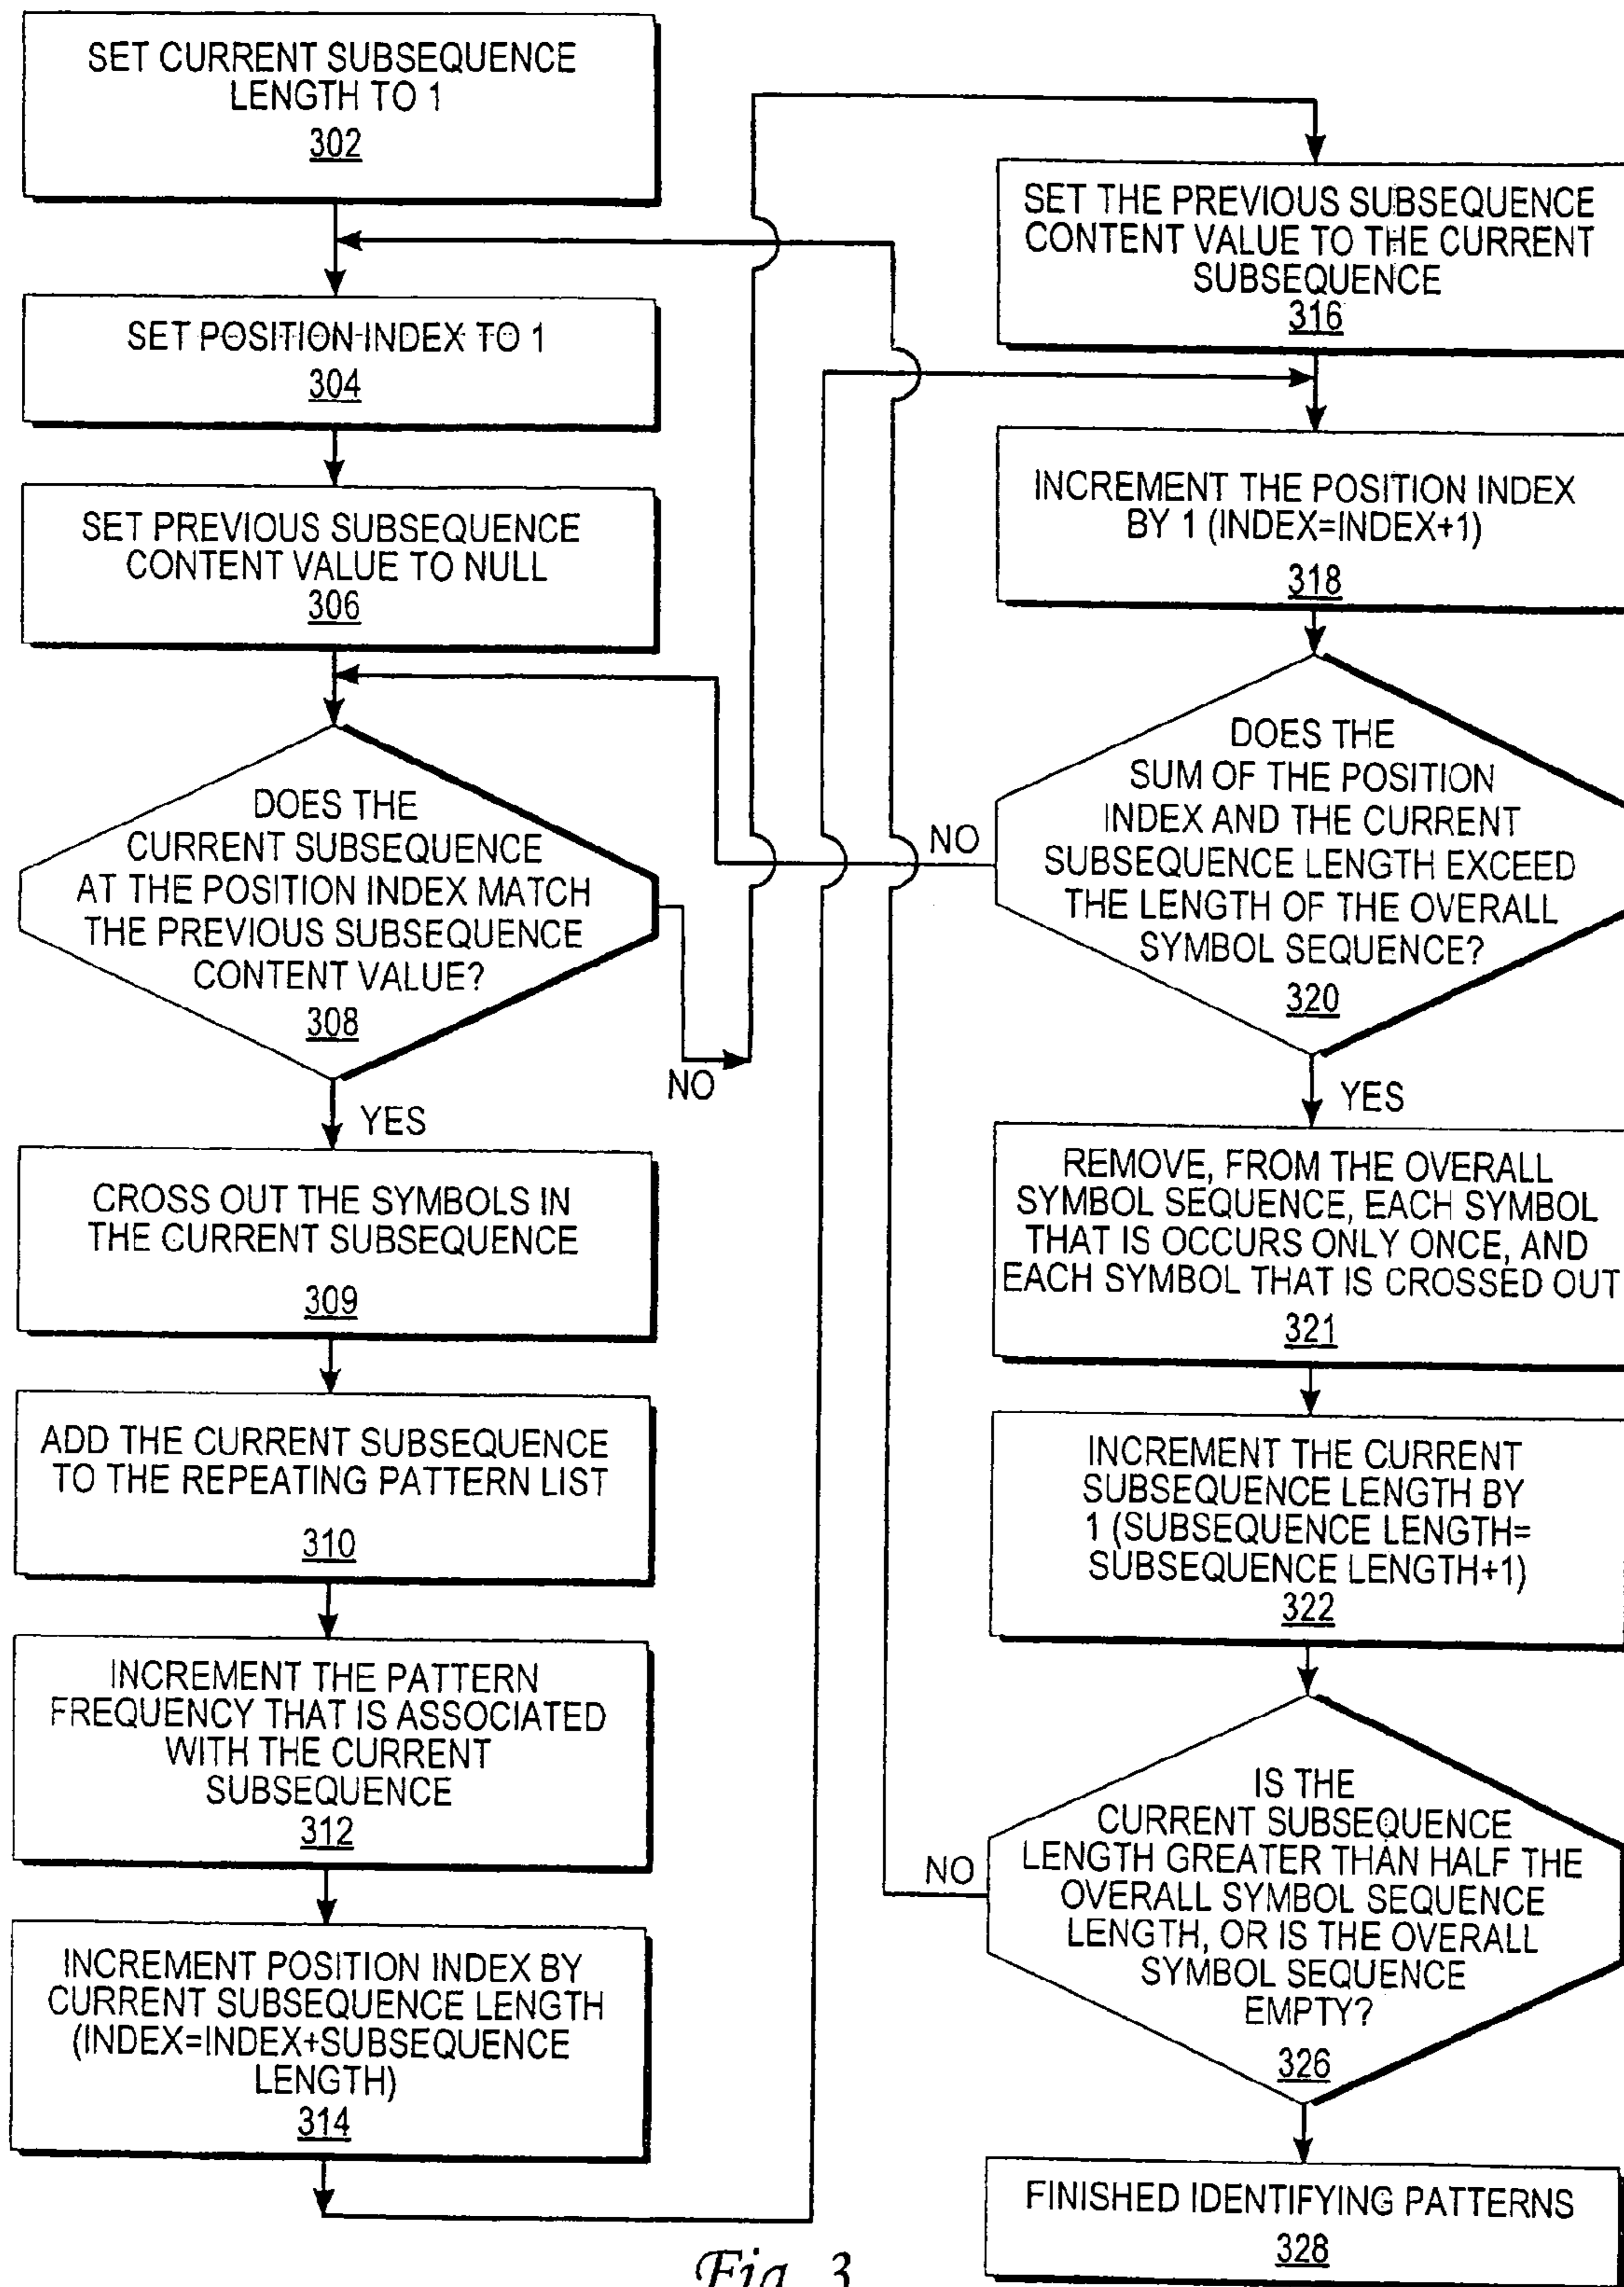 SET CURRENT SUBSEQUENCE
LENGTH TO 1
302
SET POSITION-INDEX TO 1
304
SET PREVIOUS SUBSEQUENCE
CONTENT VALUE TO NULL
306
DOES THE
CURRENT SUBSEQUENCE
AT THE POSITION INDEX MATCH
THE PREVIOUS SUBSEQUENCE
CONTENT VALUE?
308
NO
YES
CROSS OUT THE SYMBOLS IN
THE CURRENT SUBSEQUENCE
309
ADD THE CURRENT SUBSEQUENCE
TO THE REPEATING PATTERN LIST
310
INCREMENT THE PATTERN
FREQUENCY THAT IS ASSOCIATED
WITH THE CURRENT
SUBSEQUENCE
312
INCREMENT POSITION INDEX BY
CURRENT SUBSEQUENCE LENGTH
(INDEX=INDEX+SUBSEQUENCE
LENGTH)
314
SET THE PREVIOUS SUBSEQUENCE
CONTENT VALUE TO THE CURRENT
SUBSEQUENCE
316
INCREMENT THE POSITION INDEX
BY 1 (INDEX=INDEX+1)
318
DOES THE
SUM OF THE POSITION
INDEX AND THE CURRENT
SUBSEQUENCE LENGTH EXCEED
THE LENGTH OF THE OVERALL
SYMBOL SEQUENCE?
320
NO
YES
REMOVE, FROM THE OVERALL
SYMBOL SEQUENCE, EACH SYMBOL
THAT IS OCCURS ONLY ONCE, AND
EACH SYMBOL THAT IS CROSSED OUT
321
INCREMENT THE CURRENT
SUBSEQUENCE LENGTH BY
1 (SUBSEQUENCE LENGTH=
SUBSEQUENCE LENGTH+1)
322
IS THE
CURRENT SUBSEQUENCE
LENGTH GREATER THAN HALF THE
OVERALL SYMBOL SEQUENCE
LENGTH, OR IS THE OVERALL
SYMBOL SEQUENCE
EMPTY?
326
NO
FINISHED IDENTIFYING PATTERNS
328
Fig. 3